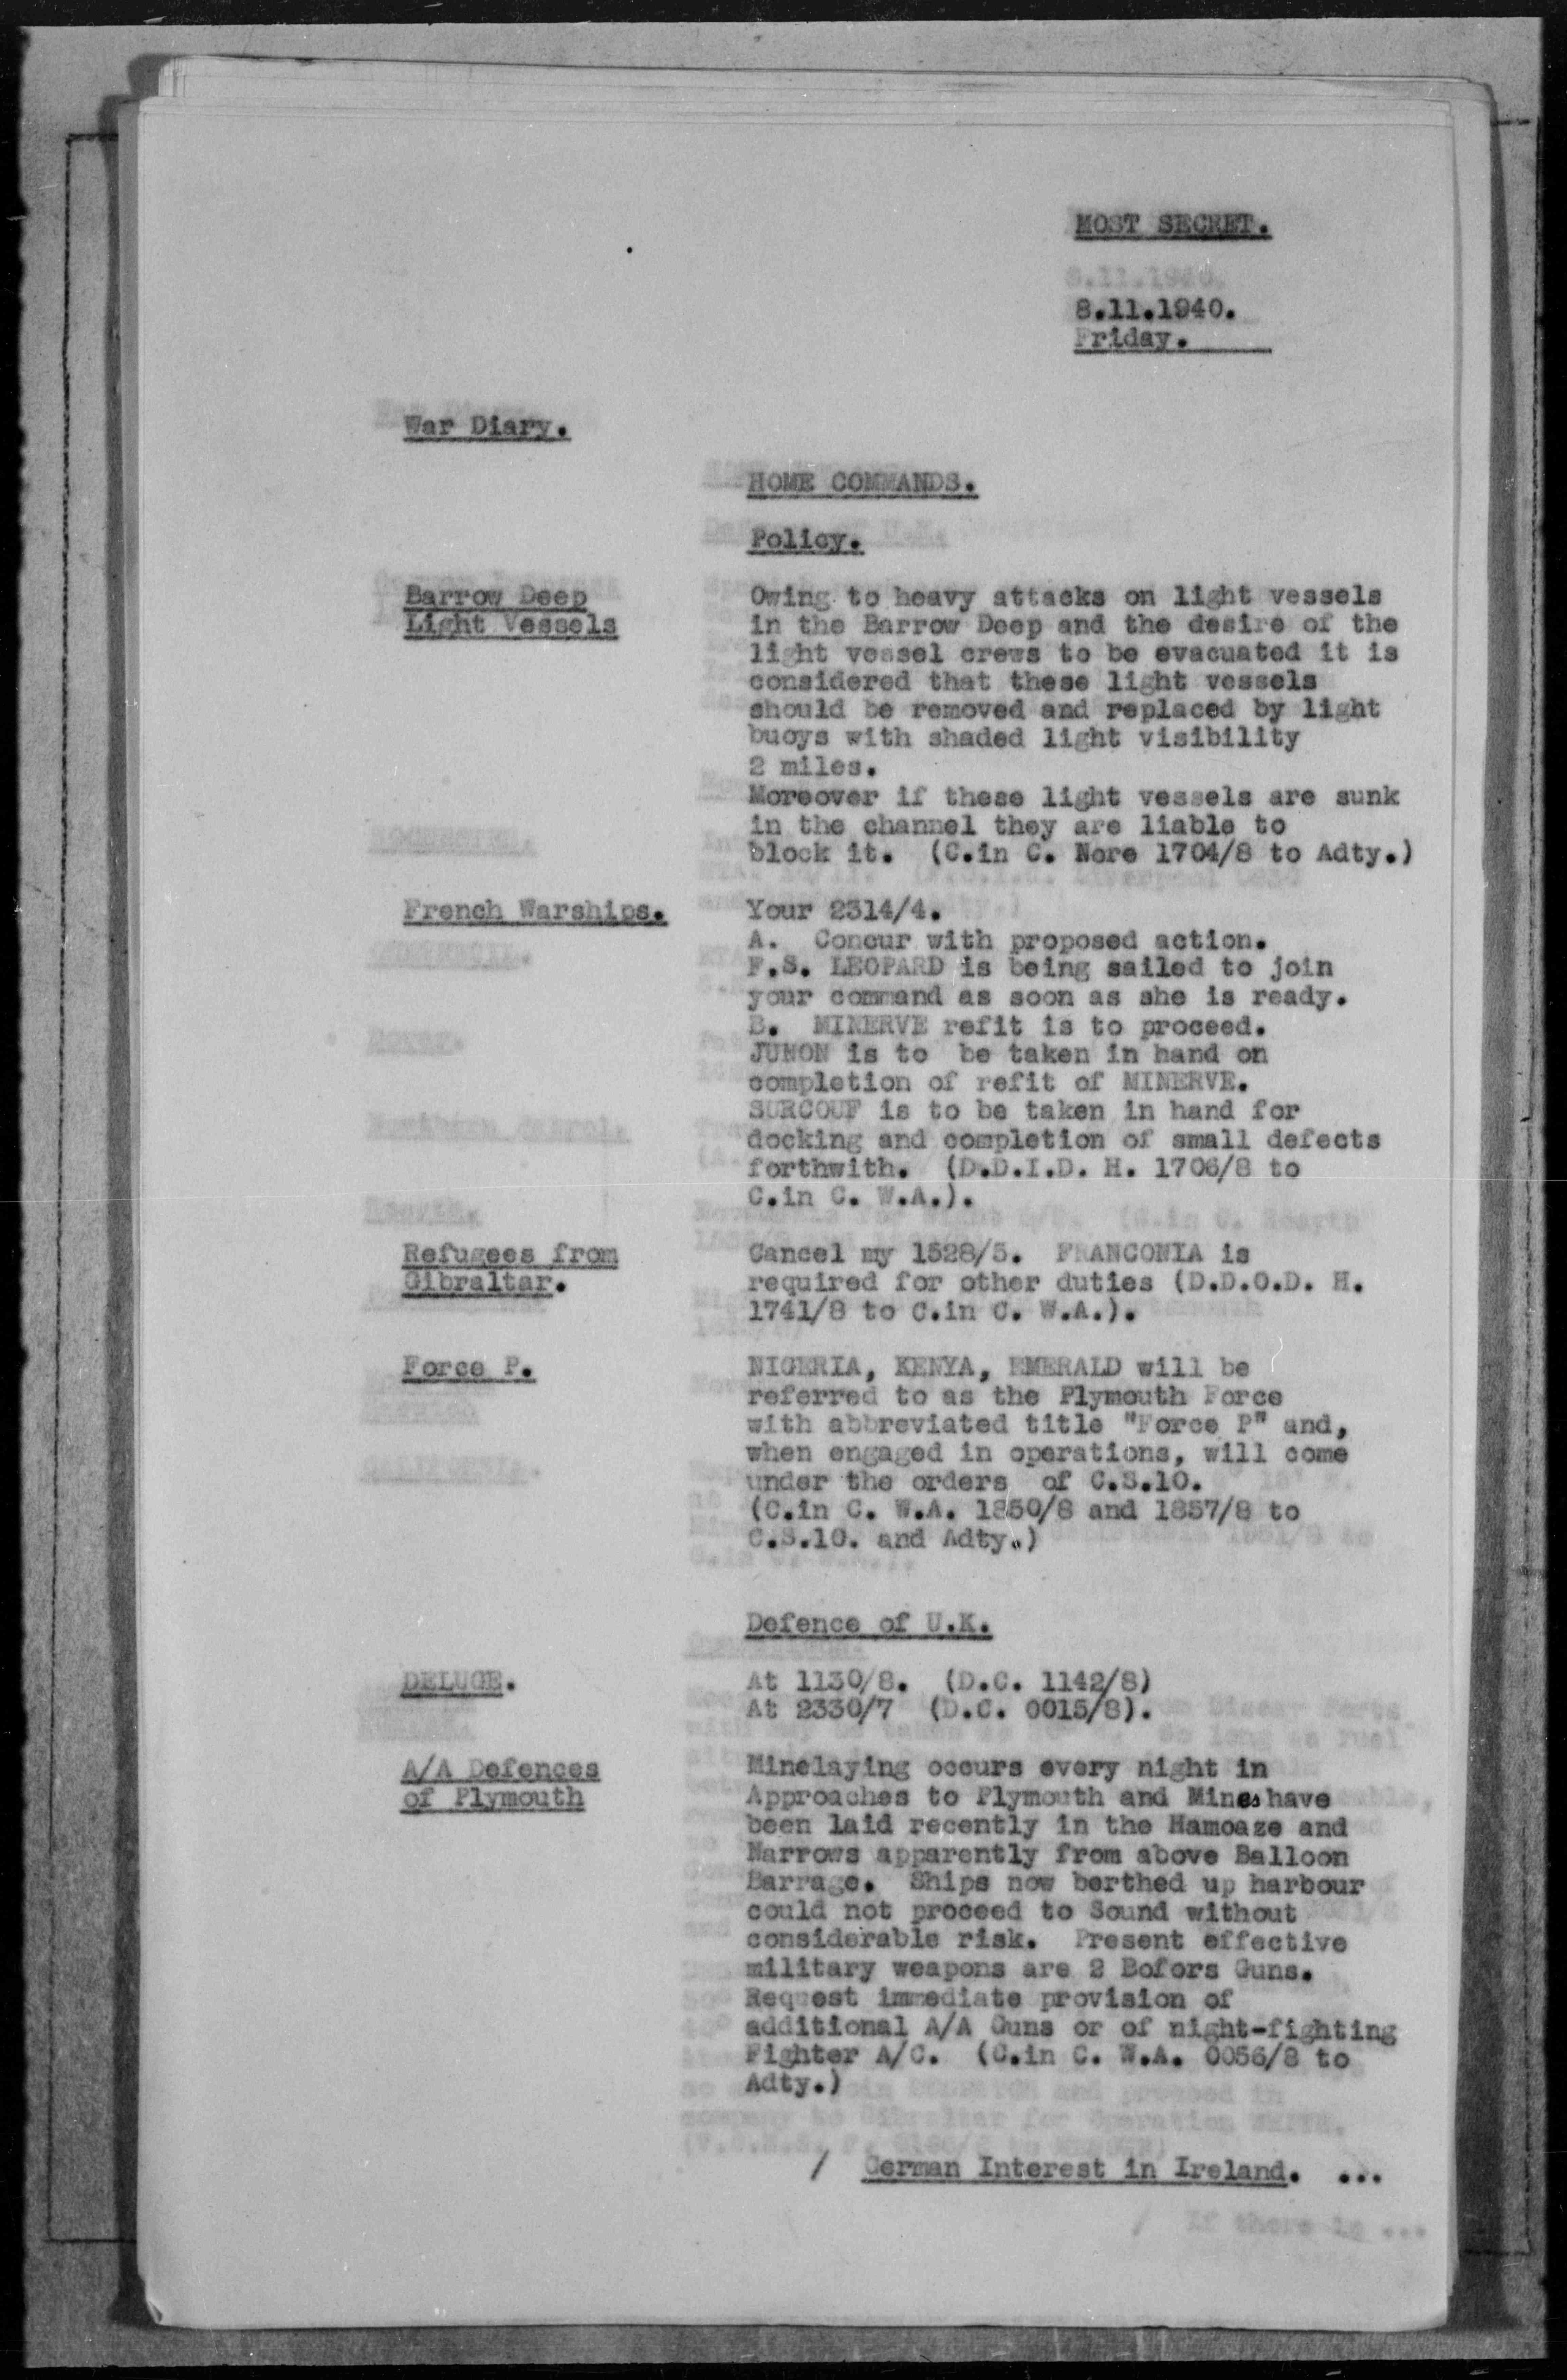 MOST SECRET.
8.11.1940.
Friday.
War Diary.
HOME COMMANDS.
Policy.
Barrow Deep
Light Vessels
Owing to heavy attacks on light vessels
in the Barrow Deep and the desire of the
light vessel crews to be evacuated it is
considered that these light vessels
should be removed and replaced by light
buoys with shaded light visibility
2 miles.
Moreover if these light vessels are sunk
in the channel they are liable to
block it. (C.in C. Nore 1704/8 to Adty.)
French Warships.
Your 2314/4.
A. Concur with proposed action.
F.S. LEOPARD is being sailed to join
your command as soon as she is ready.
B. MINERVE refit is to proceed.
JUNON is to be taken in hand on
completion of refit of MINERVE.
SURCOUF is to be taken in hand for
docking and completion of small defects
forthwith. (D.D.I.D. H. 1706/8 to
C.in C. W.A.).
Refugees from
Gibraltar.
Cancel my 1528/5. FRANCONIA is
required for other duties (D.D.O.D. H.
1741/8 to C.in C. W.A.).
Force P.
NIGERIA, KENYA, EMERALD will be
referred to as the Plymouth Force
with abbreviated title "Force P" and,
when engaged in operations, will come
under the orders of C.S.10.
(C.in C. W.A. 1850/8 and 1857/8 to
C.S.10. and Adty.)
Defence of U.K.
DELUGE.
At 1130/8. (D.C. 1142/8)
At 2330/7 (D.C. 0015/8).
A/A Defences
of Plymouth
Minelaying occurs every night in
Approaches to Plymouth and Mines have
been laid recently in the Hamoaze and
Narrows apparently from above Balloon
Barrage. Ships now berthed up harbour
could not proceed to Sound without
considerable risk. Present effective
military weapons are 2 Bofors Guns.
Request immediate provision of
additional A/A Guns or of night-fighting
Fighter A/C. (C.in C. W.A. 0056/8 to
Adty.)
/ German Interest in Ireland. ...